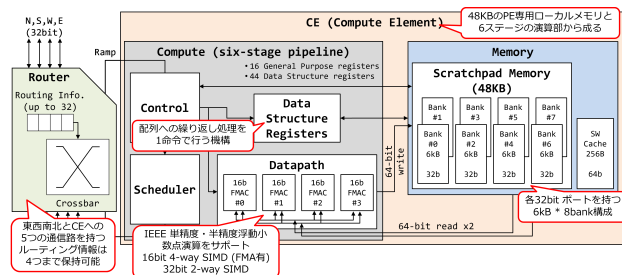 CE (Compute Element)
48KBのPE専用ローカルメモリと
6ステージの演算部から成る
N,S,W,E
(32bit)
Ramp
Router
Routing Info.
(up to 32)
Crossbar
東西南北とCEへの
5つの通信路を持つ
ルーティング情報は
4つまで保持可能
Compute (six-stage pipeline)
• 16 General Purpose registers
• 44 Data Structure registers
Control
Data
Structure
Registers
配列への繰り返し処理を
1命令で行う機構
Scheduler
Datapath
16b
FMAC
#0
16b
FMAC
#1
16b
FMAC
#2
16b
FMAC
#3
IEEE 単精度・半精度浮動小
数点演算をサポート
16bit 4-way SIMD (FMA有)
32bit 2-way SIMD
64-bit
write
64-bit read x2
Memory
Scratchpad Memory
(48KB)
Bank
#1
Bank
#3
Bank
#5
Bank
#7
Bank
#0
6kB
32b
Bank
#2
6kB
32b
Bank
#4
6kB
32b
Bank
#6
6kB
32b
SW
Cache
256B
64b
各32bit ポートを持つ
6kB * 8bank構成